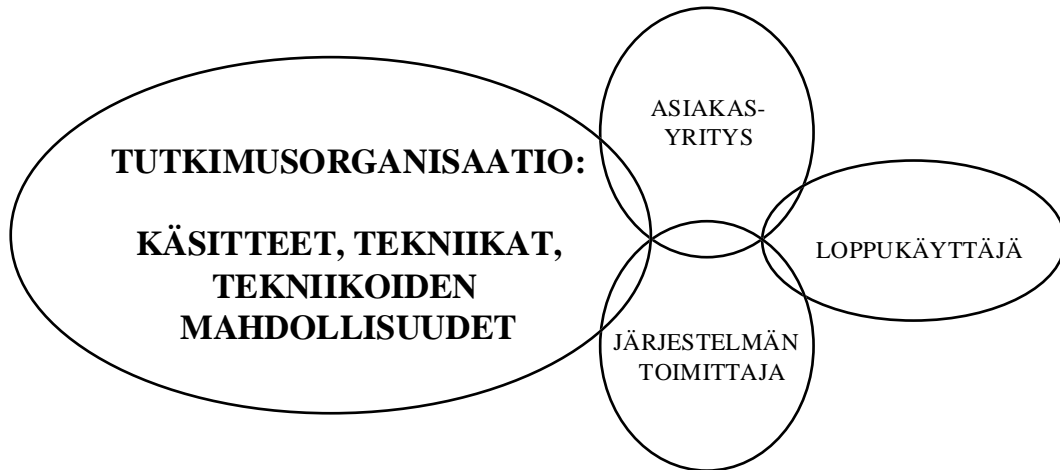 TUTKIMUSORGANISAATIO:
KÄSITTEET, TEKNIIKAT,
TEKNIIKOIDEN
MAHDOLLISUUDET
ASIAKAS-
YRITYS
JÄRJESTELMÄN
TOIMITTAJA
LOPPUKÄYTTÄJÄ